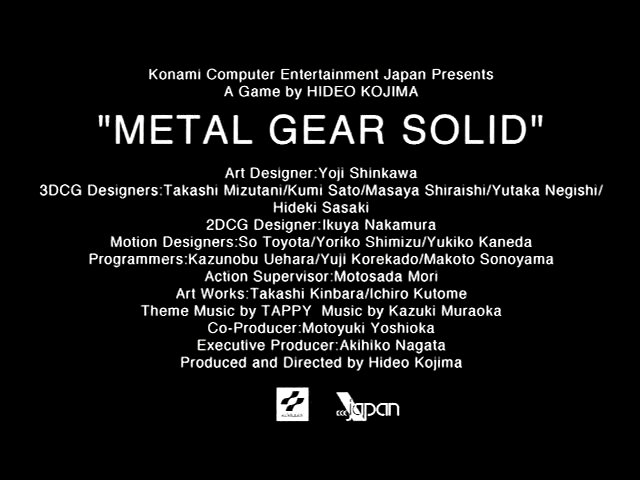 Konami Computer Entertainment Japan Presents
A Game by HIDEO KOJIMA
"METAL GEAR SOLID"
Art Designer:Yoji Shinkawa
3DCG Designers:Takashi Mizutani/Kumi Sato/Masaya Shiraishi/Yutaka Negishi/
Hideki Sasaki
2DCG Designer:Ikuya Nakamura
Motion Designers:So Toyota/Yoriko Shimizu/Yukiko Kaneda
Programmers:Kazunobu Uehara/Yuji Korekado/Makoto Sonoyama
Action Supervisor:Motosada Mori
Art Works:Takashi Kinbara/Ichiro Kutome
Theme Music by TAPPY  Music by Kazuki Muraoka
Co-Producer:Motoyuki Yoshioka
Executive Producer:Akihiko Nagata
Produced and Directed by Hideo Kojima
japan